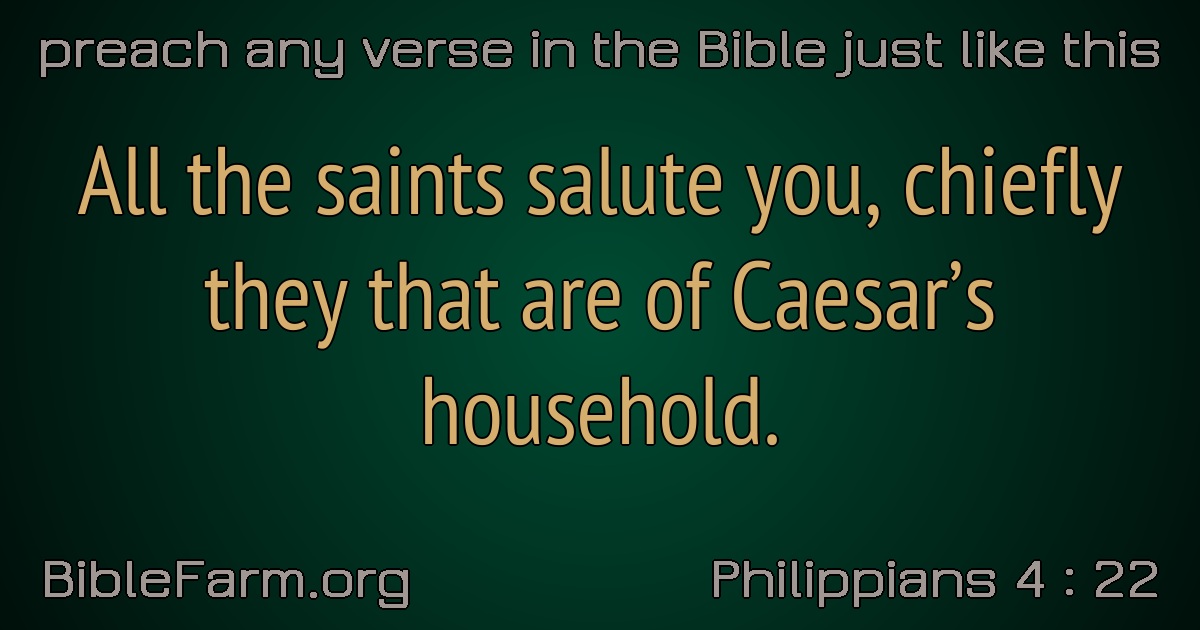 preach any verse in the Bible just like this
All the saints salute you, chiefly
they that are of Caesar’s
household.
BibleFarm.org
Philippians 4 : 22